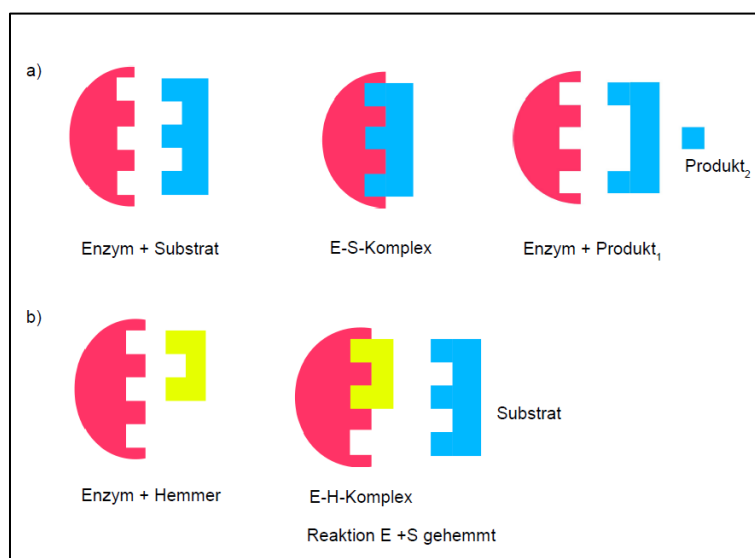 a)
Produkt₂
Enzym + Substrat
E-S-Komplex
Enzym + Produkt₁
b)
Substrat
Enzym + Hemmer
E-H-Komplex
Reaktion E +S gehemmt